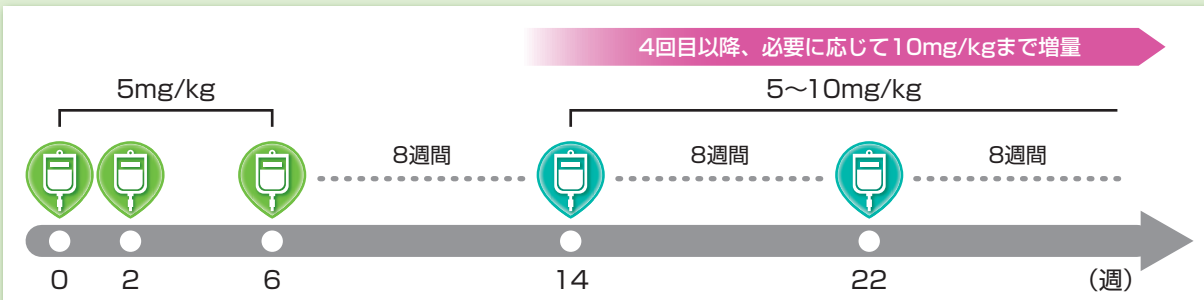 4回目以降、必要に応じて10mg/kgまで増量
5mg/kg
5〜10mg/kg
8週間
8週間
8週間
0
2
6
14
22
(週)